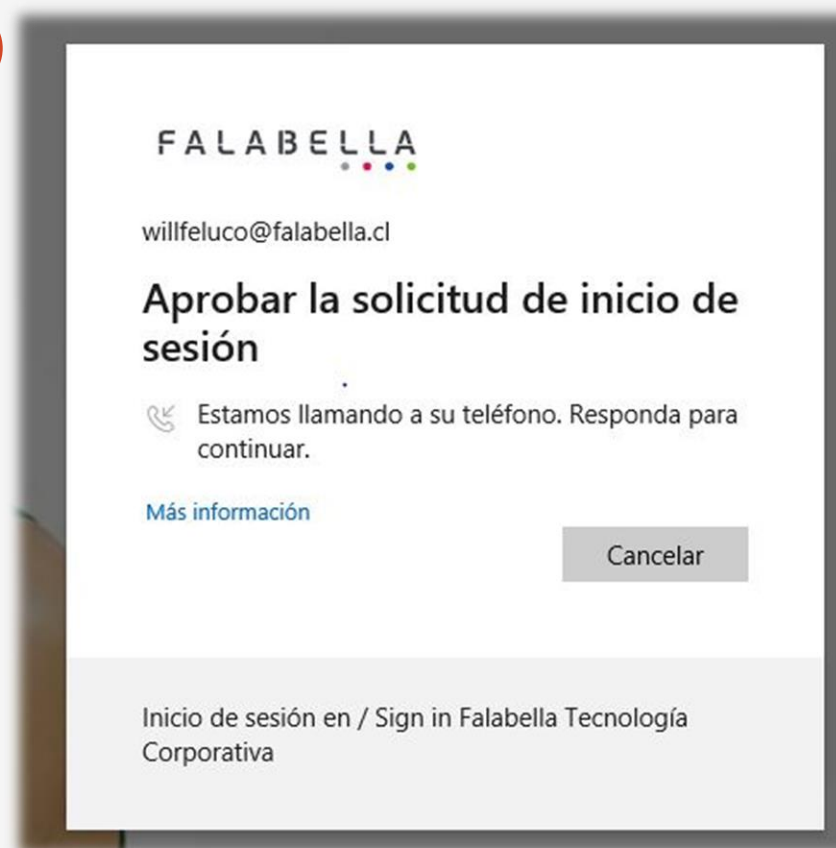 FALABELLA
willfeluco@falabella.cl
Aprobar la solicitud de inicio de
sesión
Estamos llamando a su teléfono. Responda para
continuar.
Más información
Cancelar
Inicio de sesión en / Sign in Falabella Tecnología
Corporativa